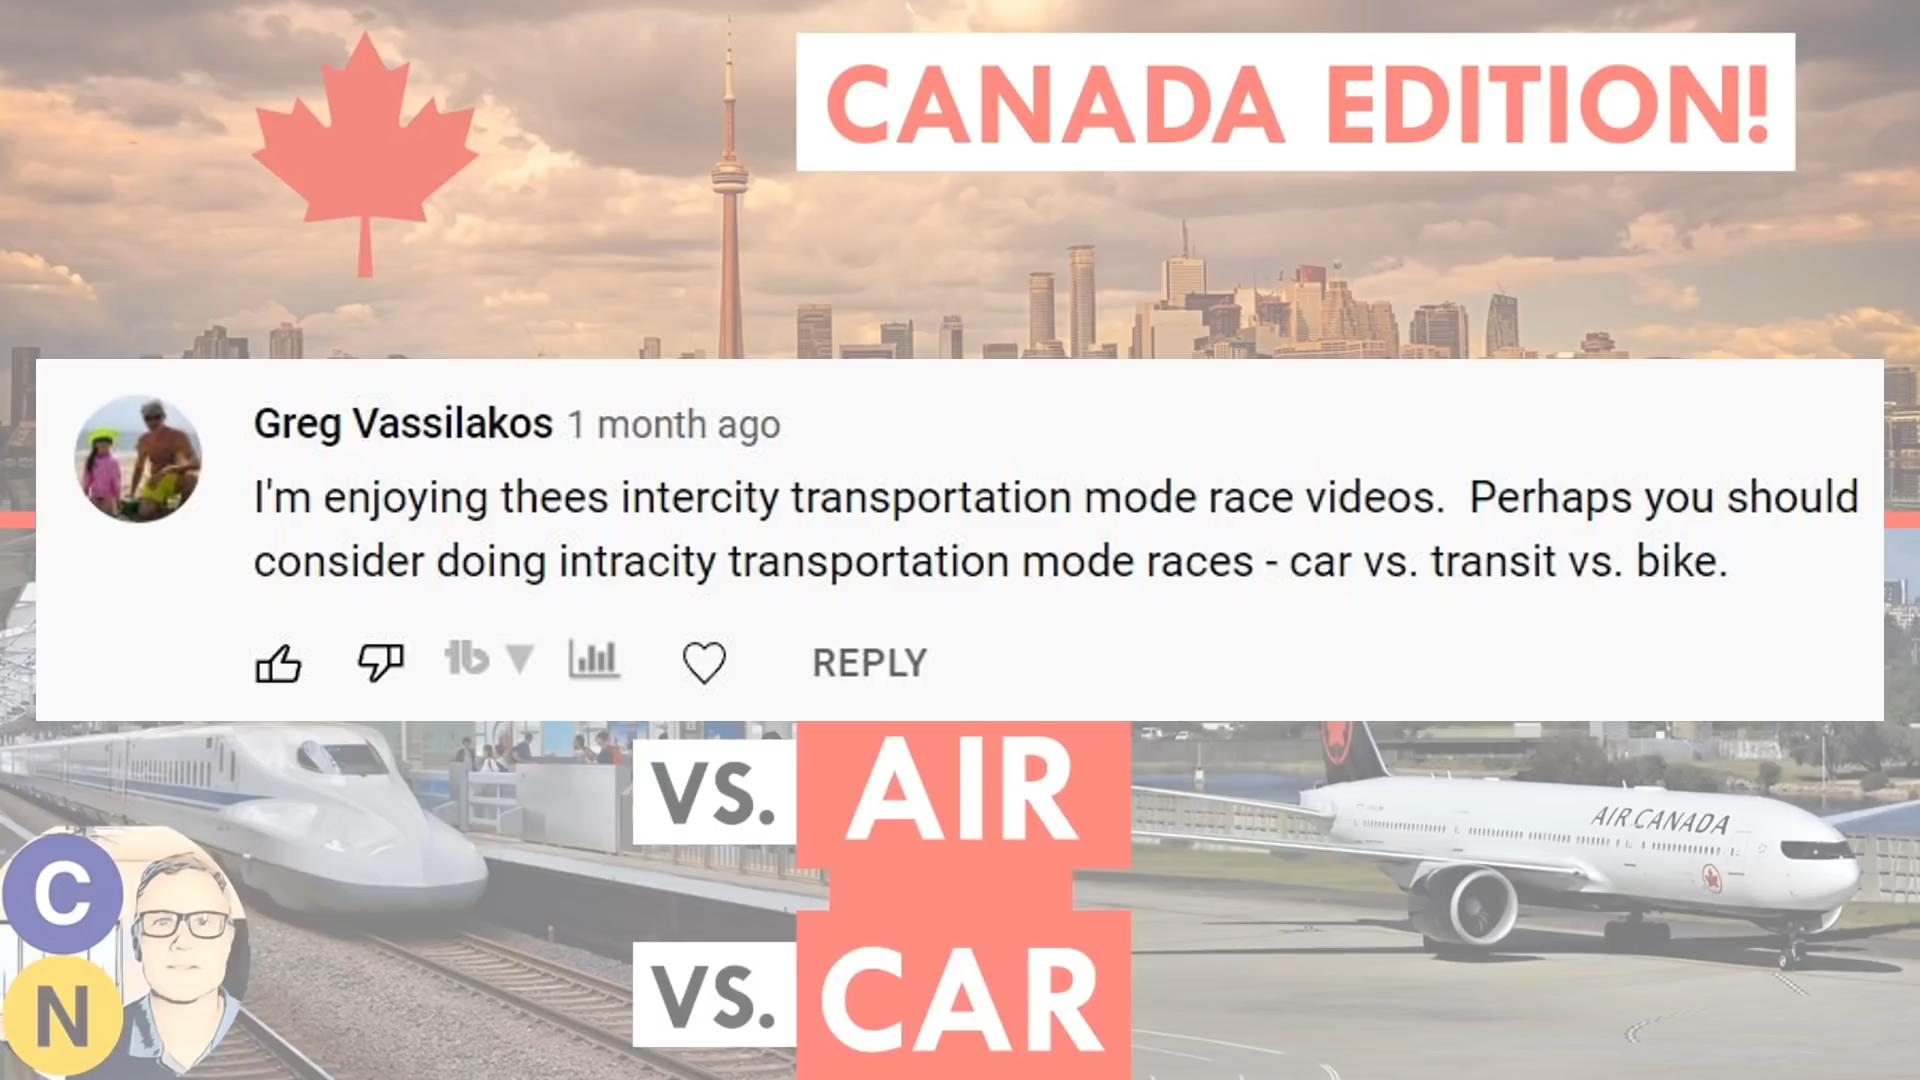 CANADA EDITION!
Greg Vassilakos 1 month ago
I'm enjoying thees intercity transportation mode race videos. Perhaps you should
consider doing intracity transportation mode races - car vs. transit vs. bike.
REPLY
VS. AIR
AIR CANADA
C
N
VS. CAR